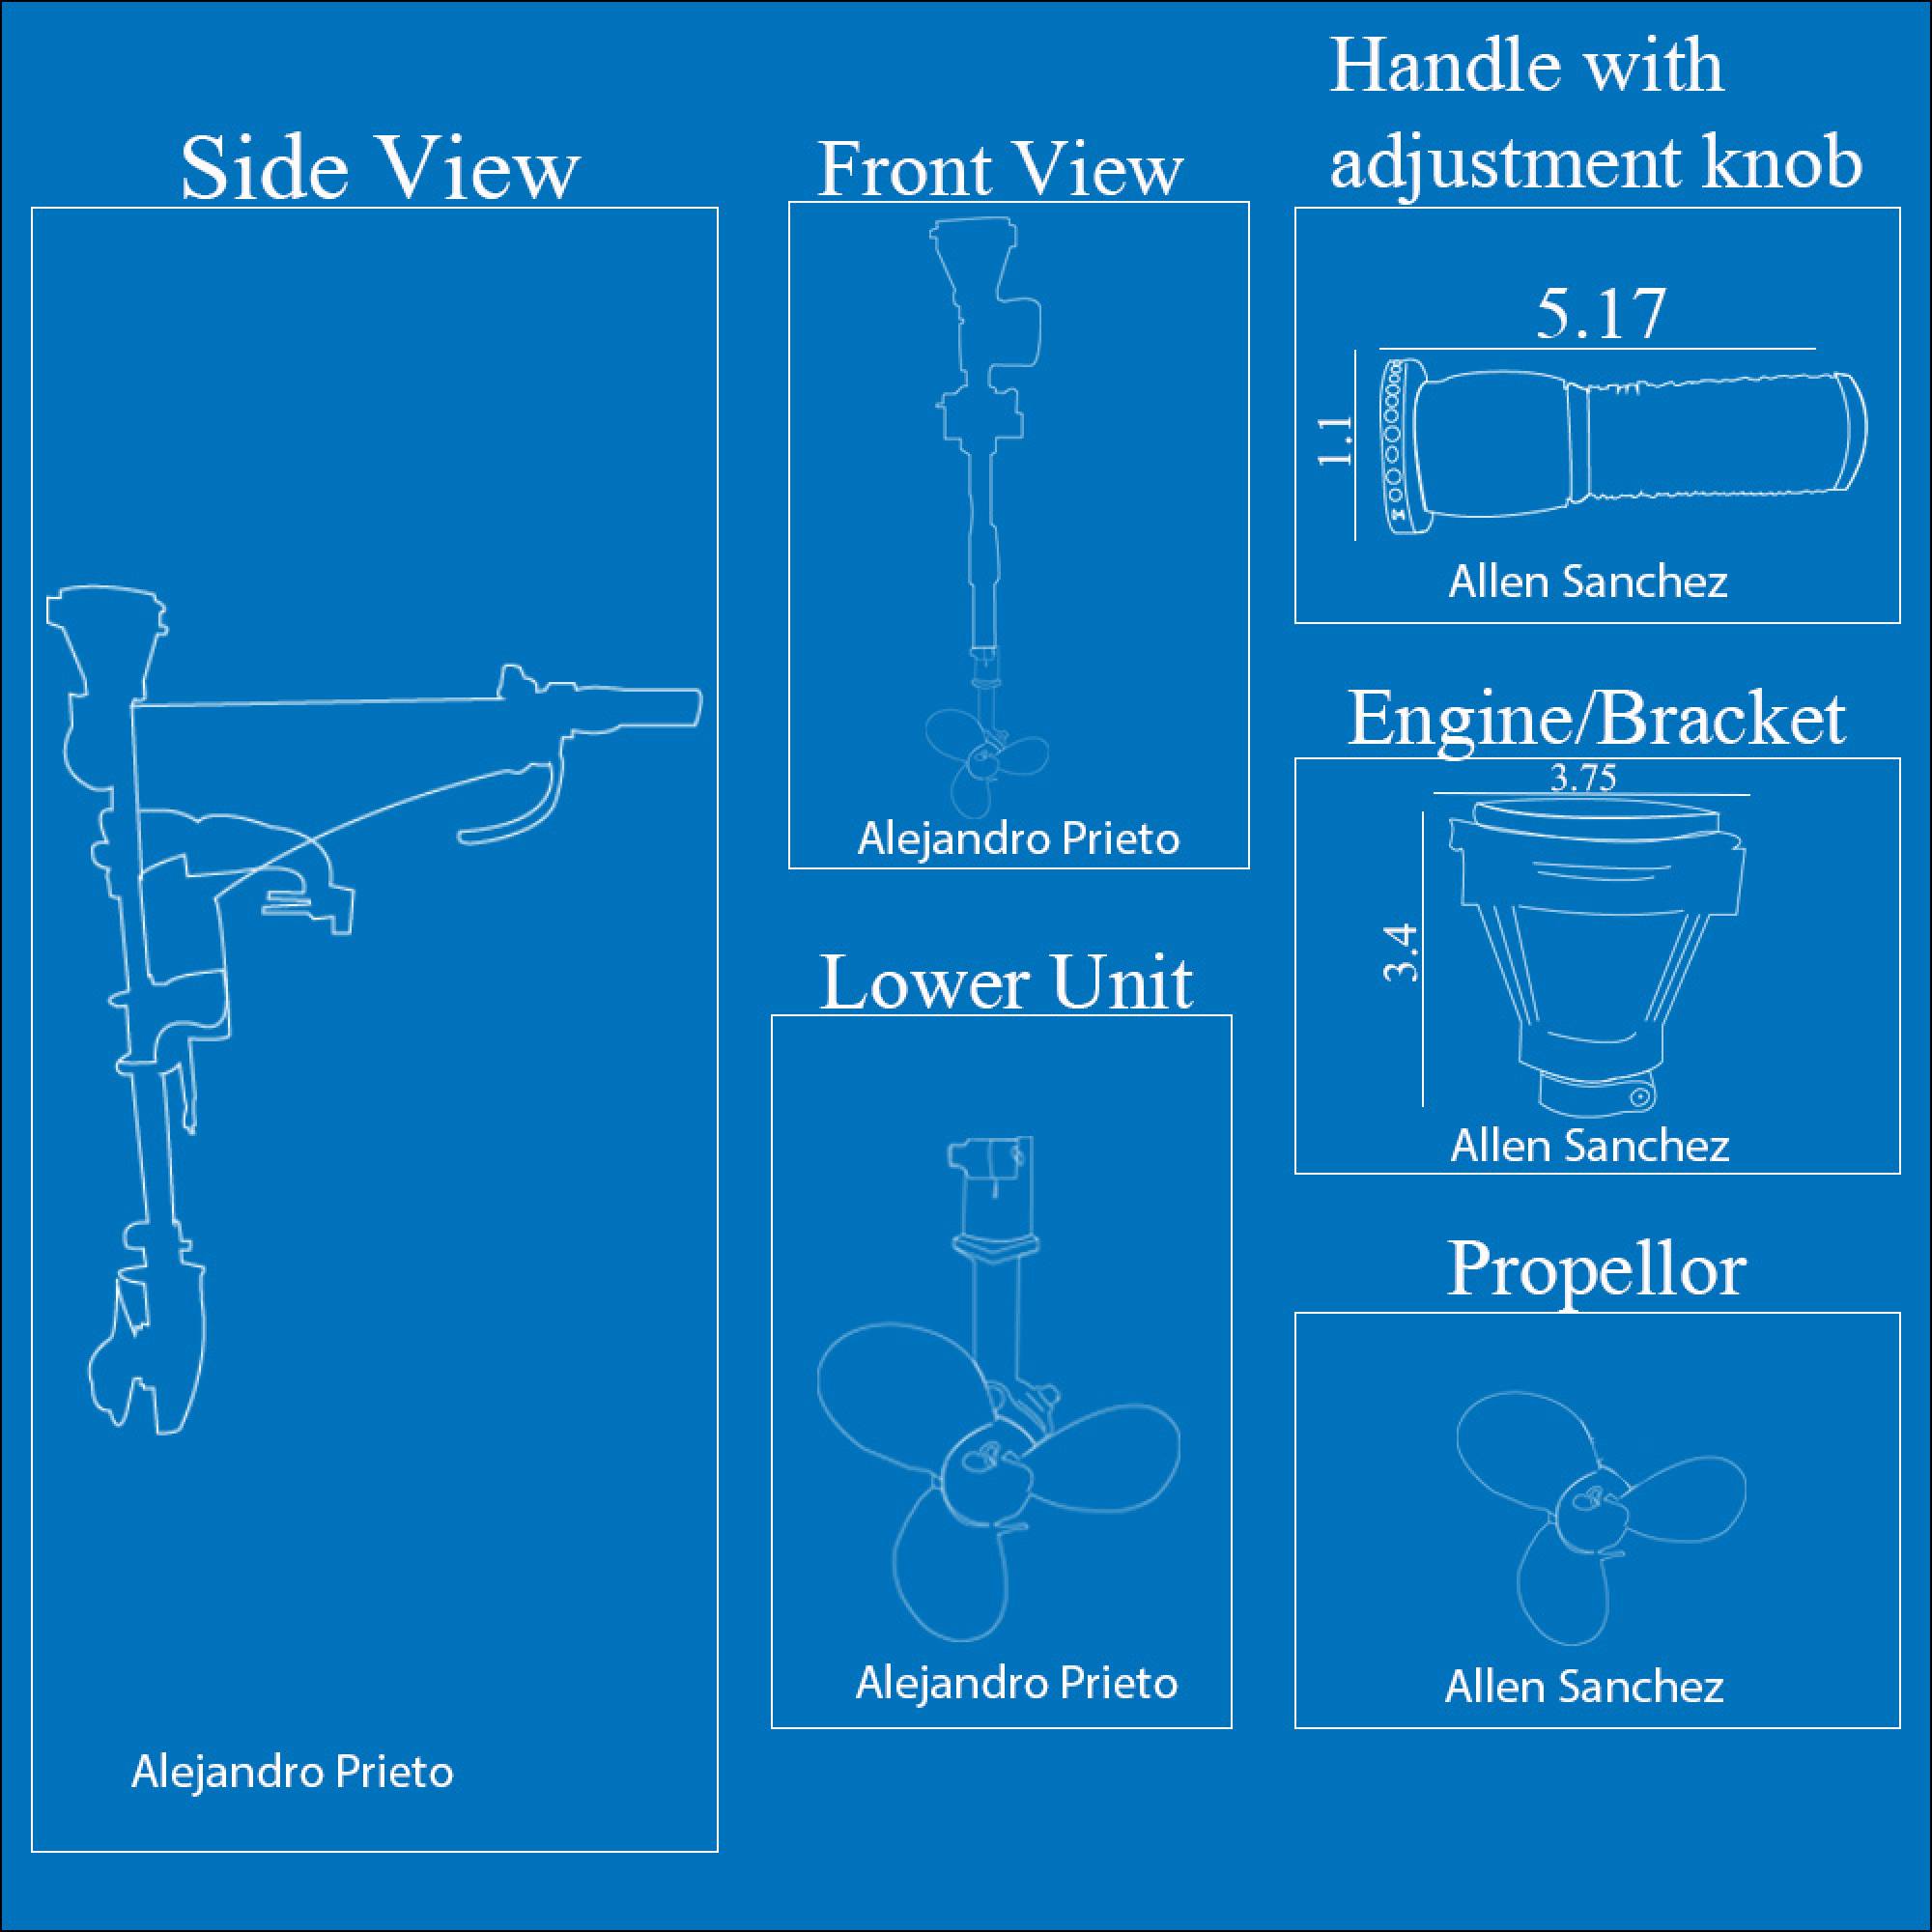 Side View
Alejandro Prieto
Front View
Alejandro Prieto
Lower Unit
Alejandro Prieto
Handle with
adjustment knob
5.17
1.1
Allen Sanchez
Engine/Bracket
3.75
3.4
Allen Sanchez
Propellor
Allen Sanchez